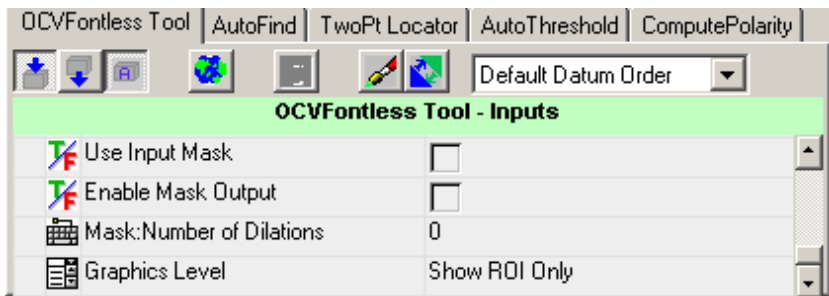 OCVFontless Tool AutoFind TwoPt Locator AutoThreshold ComputePolarity
A Default Datum Order
OCVFontless Tool - Inputs
T/F Use Input Mask
T/F Enable Mask Output
Mask:Number of Dilations 0
Graphics Level Show ROI Only